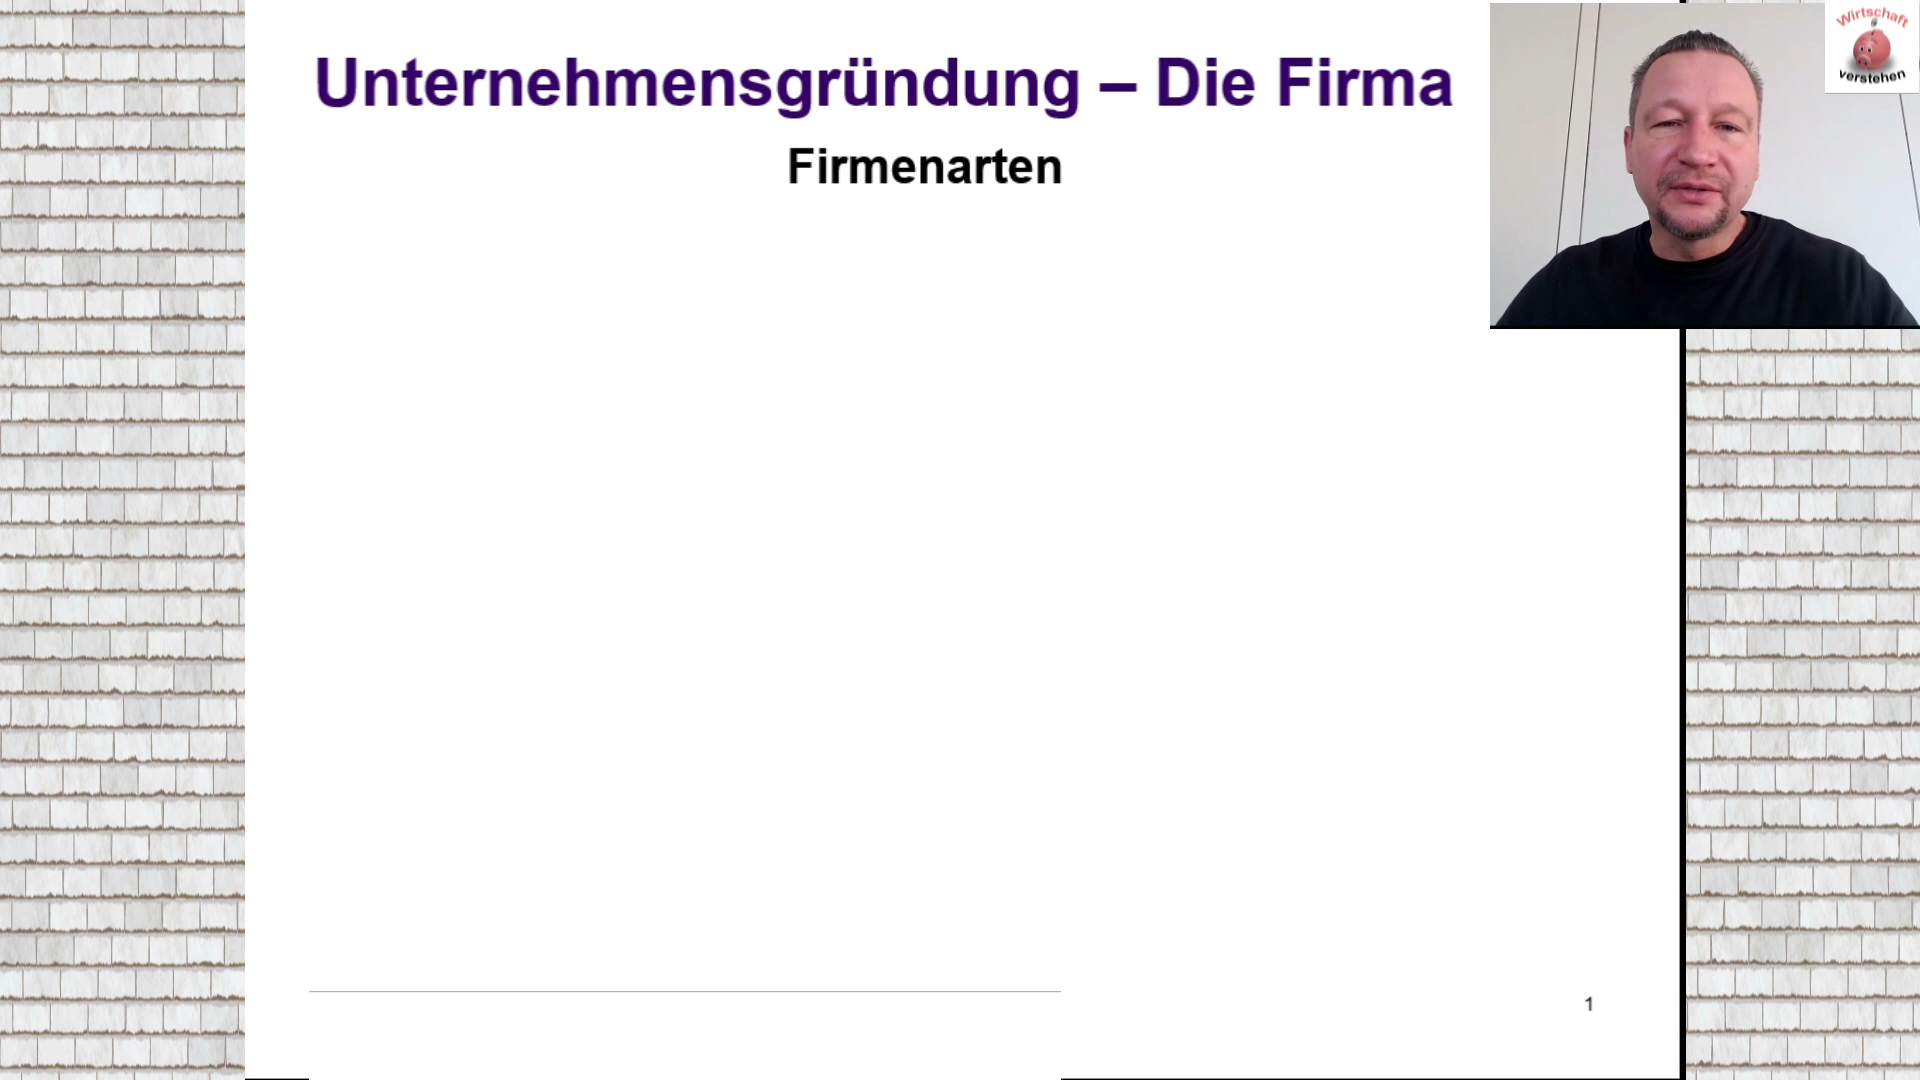 Unternehmensgründung – Die Firma
Firmenarten
Wirtschaft
verstehen
1